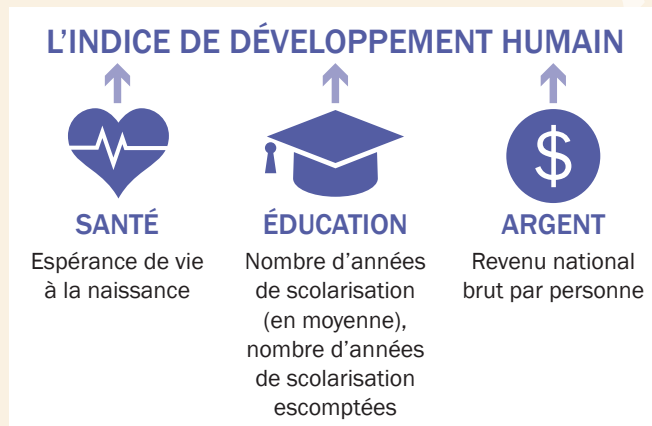 L'INDICE DE DÉVELOPPEMENT HUMAIN
$
SANTÉ
Espérance de vie
à la naissance
ÉDUCATION
Nombre d'années
de scolarisation
(en moyenne),
nombre d'années
de scolarisation
escomptées
ARGENT
Revenu national
brut par personne